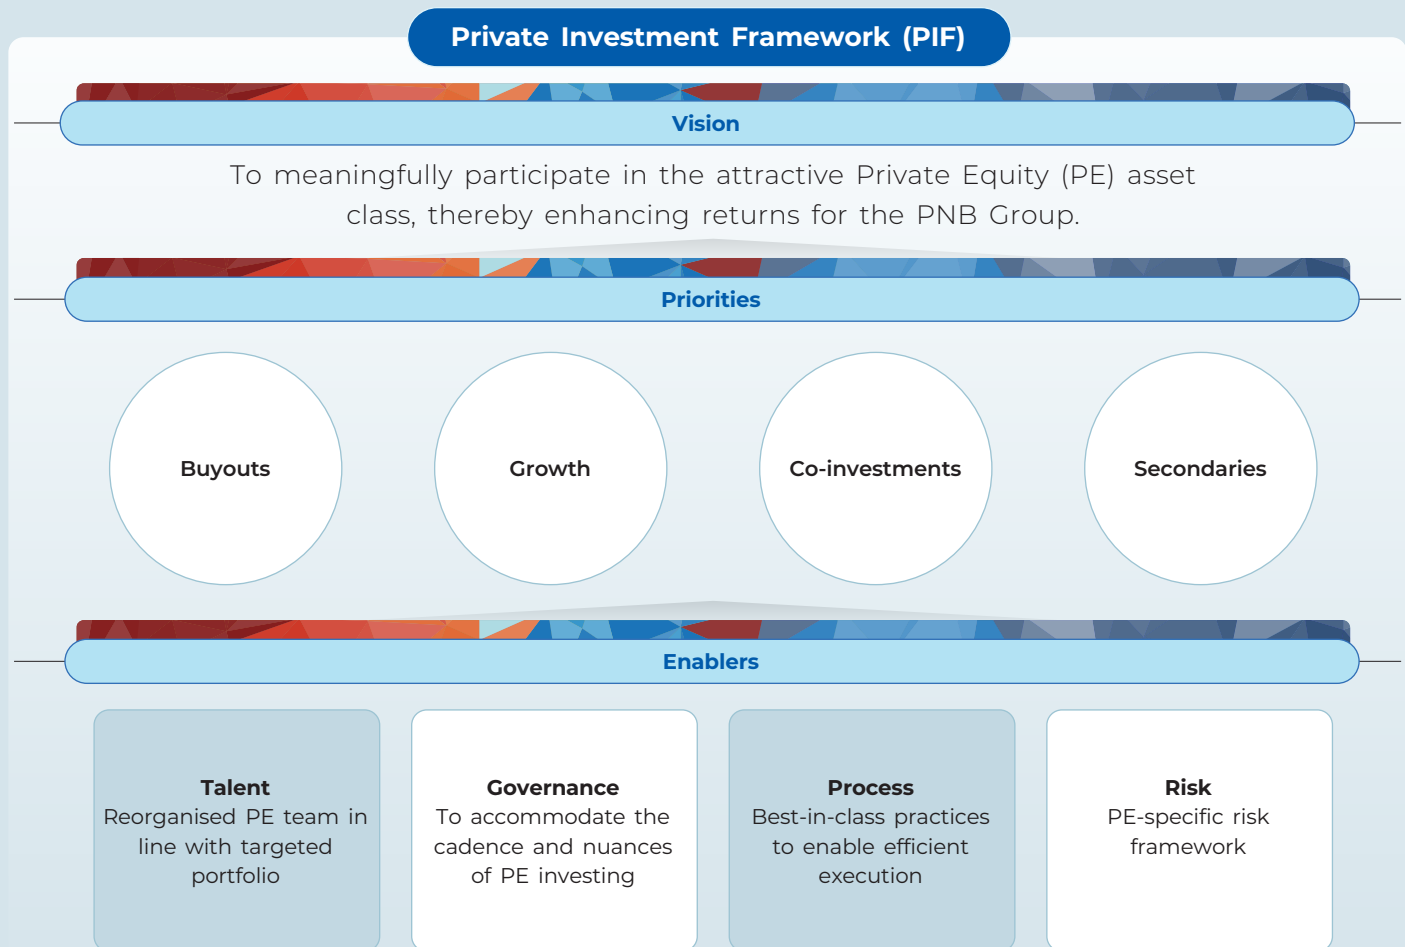 Private Investment Framework (PIF)
Vision
To meaningfully participate in the attractive Private Equity (PE) asset
class, thereby enhancing returns for the PNB Group.
Priorities
Buyouts
Growth
Co-investments
Secondaries
Enablers
Talent
Reorganised PE team in
line with targeted
portfolio
Governance
To accommodate the
cadence and nuances
of PE investing
Process
Best-in-class practices
to enable efficient
execution
Risk
PE-specific risk
framework